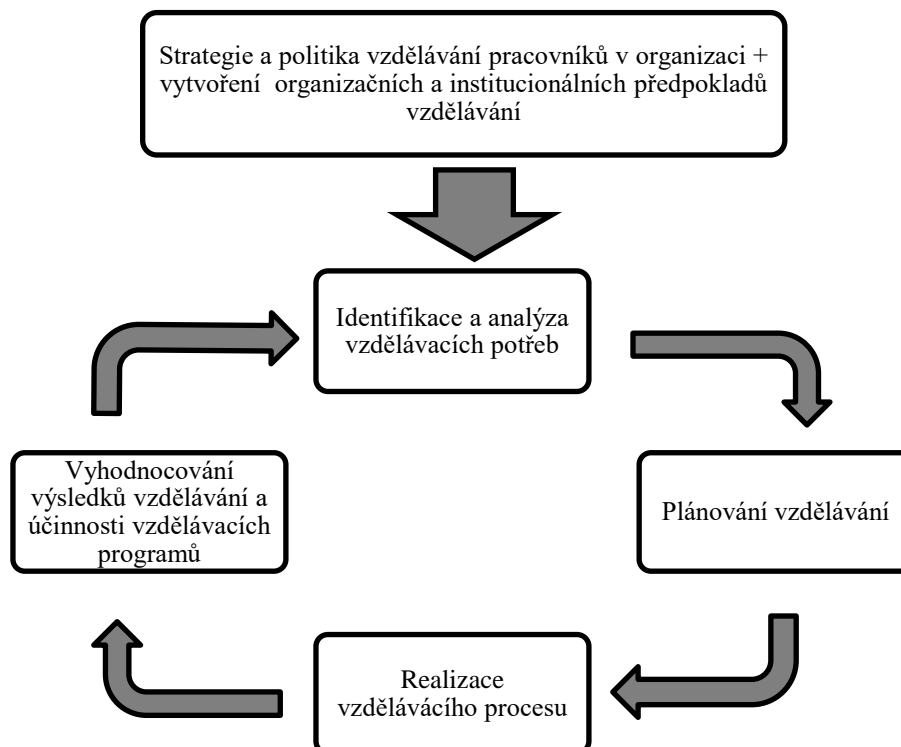 Strategie a politika vzdělávání pracovníků v organizaci +
vytvoření  organizačních a institucionálních předpokladů
vzdělávání
Identifikace a analýza
vzdělávacích potřeb
Vyhodnocování
výsledků vzdělávání a
účinnosti vzdělávacích
programů
Plánování vzdělávání
Realizace
vzdělávácího procesu